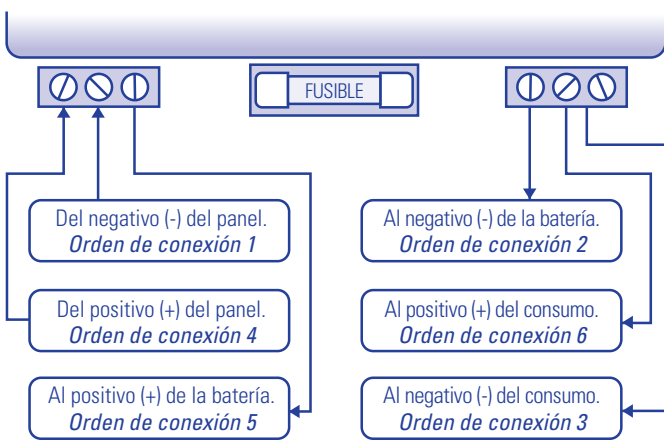 FUSIBLE
Del negativo (-) del panel.
Orden de conexión 1
Al negativo (-) de la batería.
Orden de conexión 2
Del positivo (+) del panel.
Orden de conexión 4
Al positivo (+) del consumo.
Orden de conexión 6
Al positivo (+) de la batería.
Orden de conexión 5
Al negativo (-) del consumo.
Orden de conexión 3